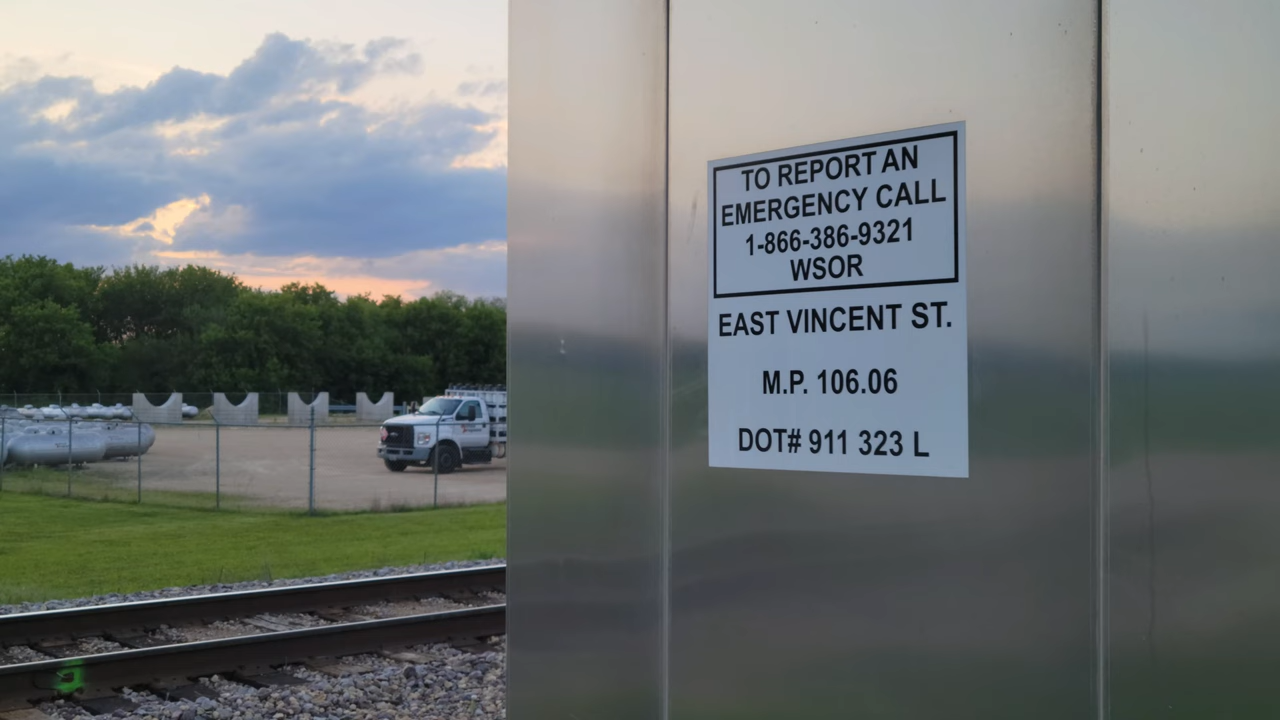 TO REPORT AN
EMERGENCY CALL
1-866-386-9321
WSOR
EAST VINCENT ST.
M.P. 106.06
DOT# 911 323 L